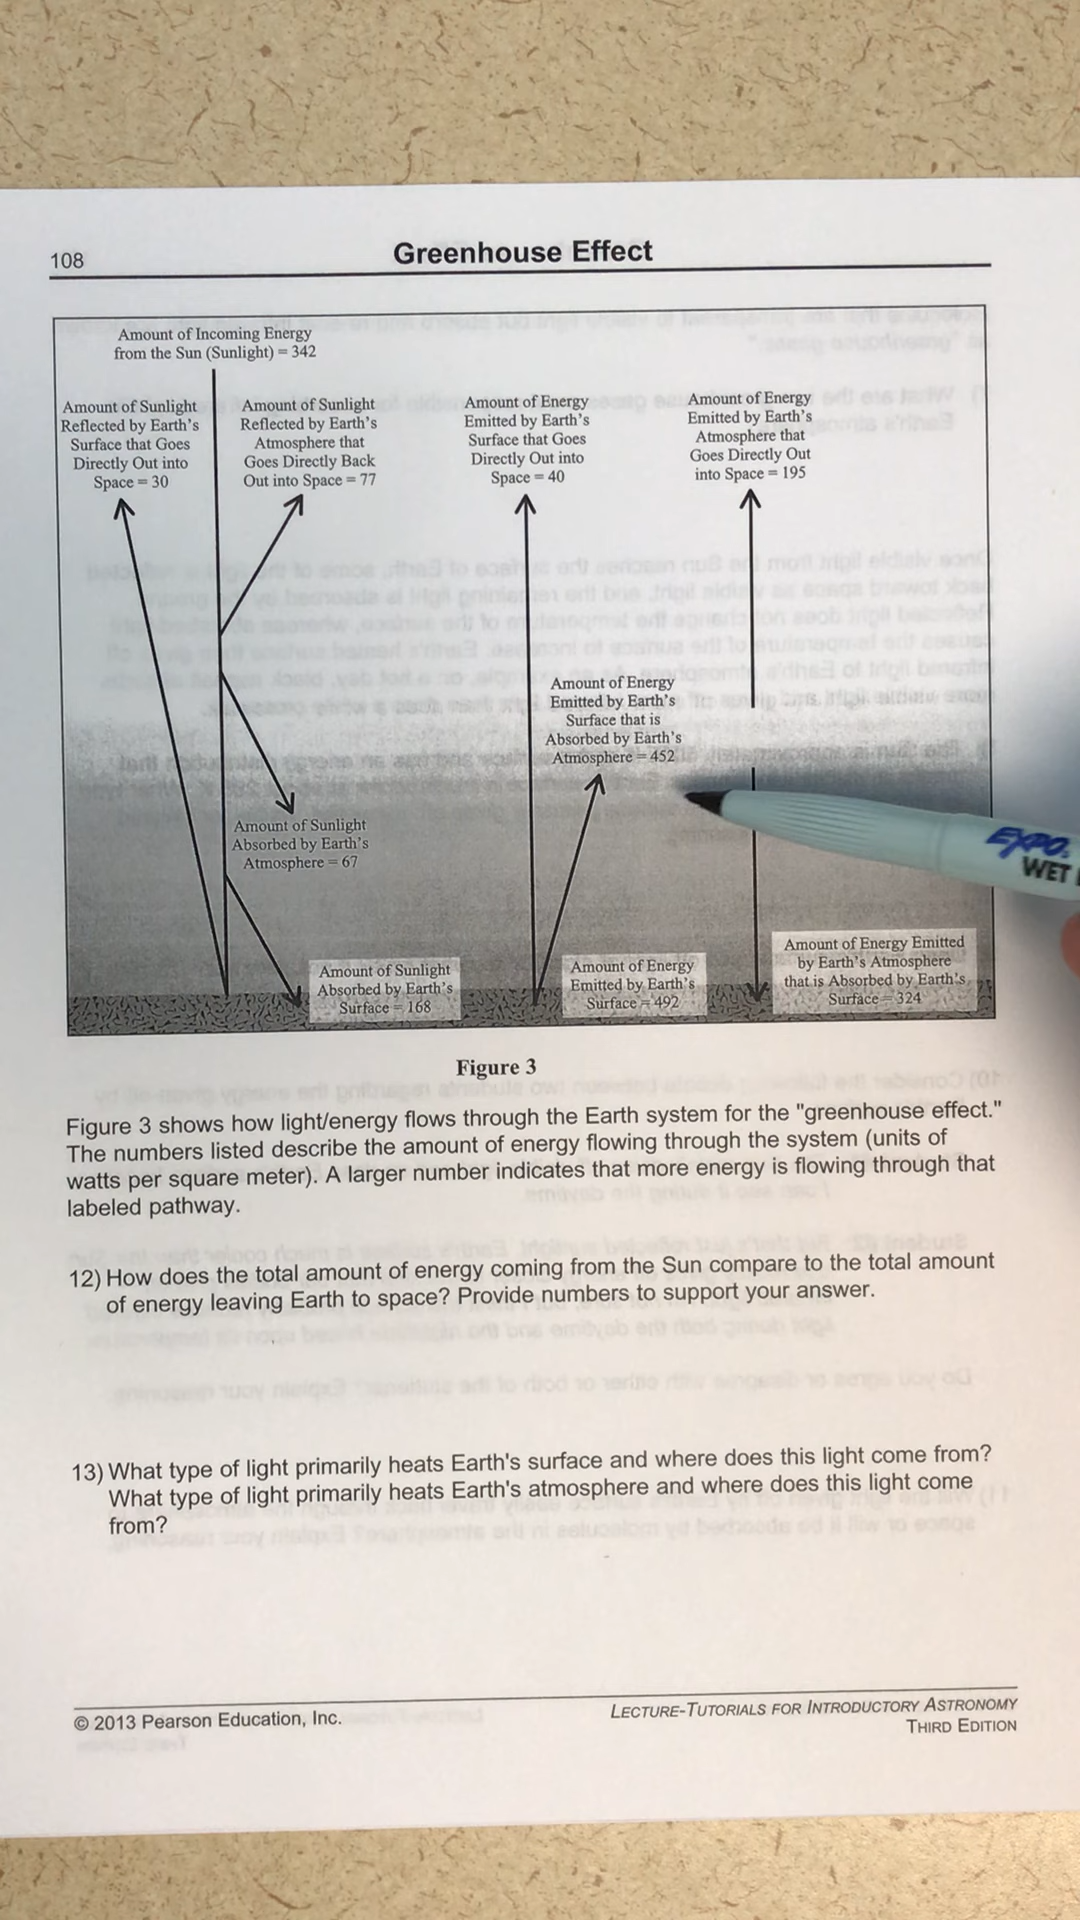 108
Greenhouse Effect
Amount of Incoming Energy
from the Sun (Sunlight) = 342
Amount of Sunlight
Reflected by Earth's
Surface that Goes
Directly Out into
Space = 30
Amount of Sunlight
Reflected by Earth's
Atmosphere that
Goes Directly Back
Out into Space = 77
Amount of Energy
Emitted by Earth's
Surface that Goes
Directly Out into
Space = 40
Amount of Energy
Emitted by Earth's
Atmosphere that
Goes Directly Out
into Space = 195
Amount of Energy
Emitted by Earth's
Surface that is
Absorbed by Earth's
Atmosphere = 452
Amount of Sunlight
Absorbed by Earth's
Atmosphere = 67
Amount of Sunlight
Absorbed by Earth's
Surface = 168
Amount of Energy
Emitted by Earth's
Surface = 492
Amount of Energy Emitted
by Earth's Atmosphere
that is Absorbed by Earth's
Surface = 324
EXPO.
WET
Figure 3
Figure 3 shows how light/energy flows through the Earth system for the "greenhouse effect."
The numbers listed describe the amount of energy flowing through the system (units of
watts per square meter). A larger number indicates that more energy is flowing through that
labeled pathway.
12) How does the total amount of energy coming from the Sun compare to the total amount
of energy leaving Earth to space? Provide numbers to support your answer.
13) What type of light primarily heats Earth's surface and where does this light come from?
What type of light primarily heats Earth's atmosphere and where does this light come
from?
© 2013 Pearson Education, Inc.
LECTURE-TUTORIALS FOR INTRODUCTORY ASTRONOMY
THIRD EDITION